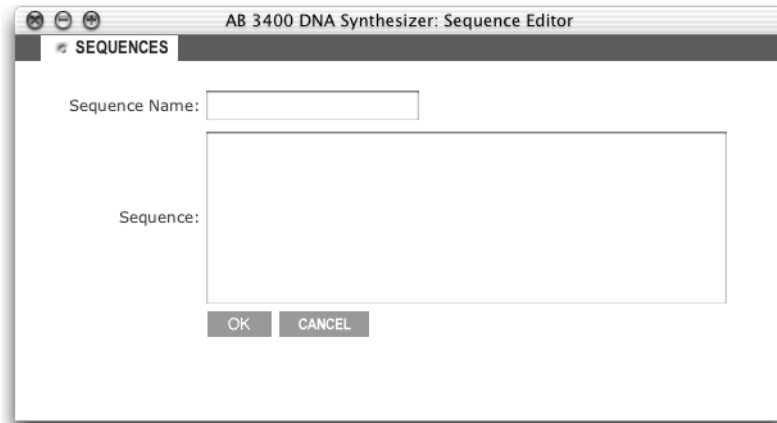 AB 3400 DNA Synthesizer: Sequence Editor
SEQUENCES
Sequence Name:
Sequence:
OK CANCEL